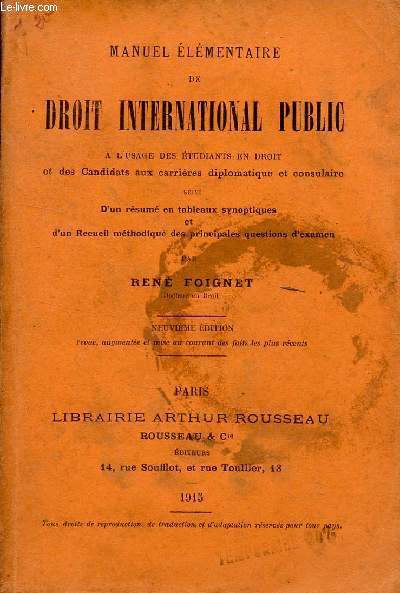 Le-livre.com
MANUEL ÉLÉMENTAIRE
DE
DROIT INTERNATIONAL PUBLIC
A L'USAGE DES ÉTUDIANTS EN DROIT
et des Candidats aux carrières diplomatique et consulaire
SUIVI
D'un résumé en tableaux synoptiques
et
d'un Recueil méthodique des principales questions d'examen
PAR
RENÉ FOIGNET
Docteur en Droit
NEUVIÈME ÉDITION
revue, augmentée et mise au courant des faits les plus récents
PARIS
LIBRAIRIE ARTHUR ROUSSEAU
ROUSSEAU & Cie
ÉDITEURS
14, rue Soufflot, et rue Toullier, 13
1915
Tous droits de reproduction, de traduction et d'adaptation réservés pour tous pays.